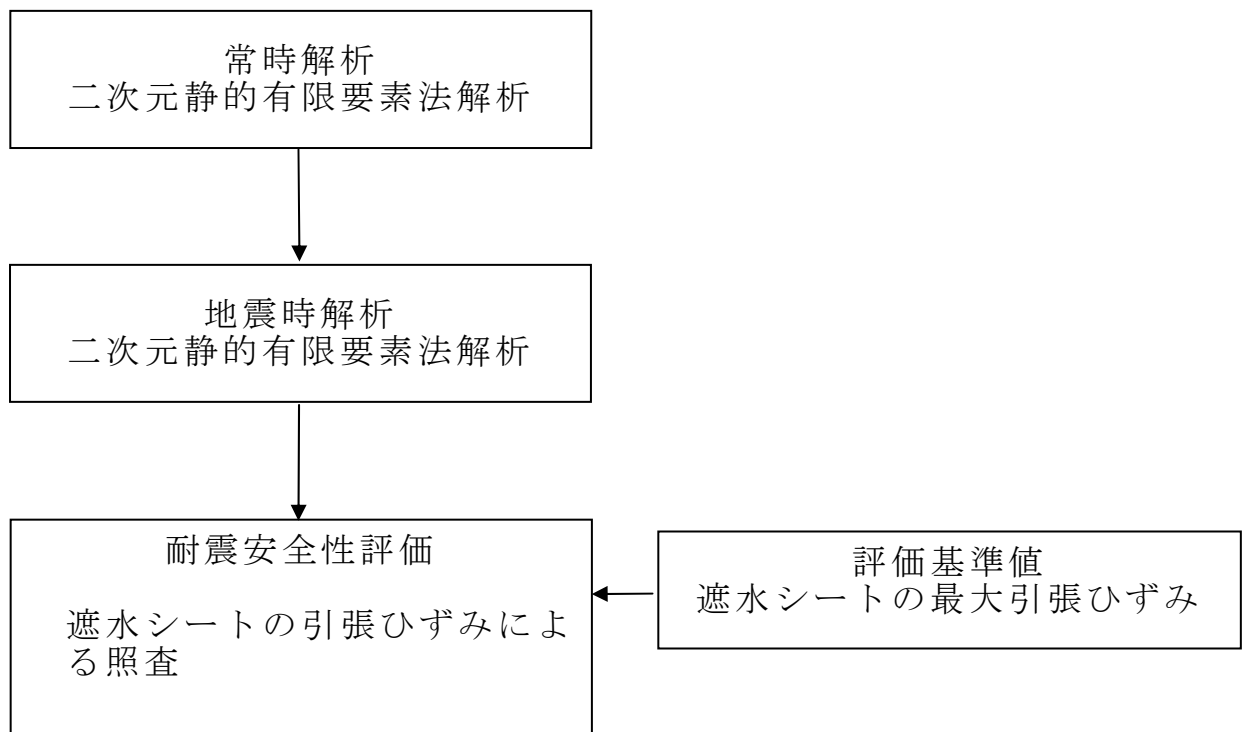 常時解析
二次元静的有限要素法解析
地震時解析
二次元静的有限要素法解析
耐震安全性評価
遮水シートの引張ひずみによ
る照査
評価基準値
遮水シートの最大引張ひずみ